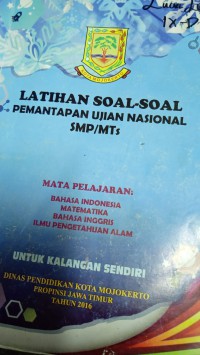 IX-D
LATIHAN SOAL-SOAL
PEMANTAPAN UJIAN NASIONAL
SMP/MTs
MATA PELAJARAN:
BAHASA INDONESIA
MATEMATIKA
BAHASA INGGRIS
ILMU PENGETAHUAN ALAM
UNTUK KALANGAN SENDIRI
DINAS PENDIDIKAN KOTA MOJOKERTO
PROPINSI JAWA TIMUR
TAHUN 2016